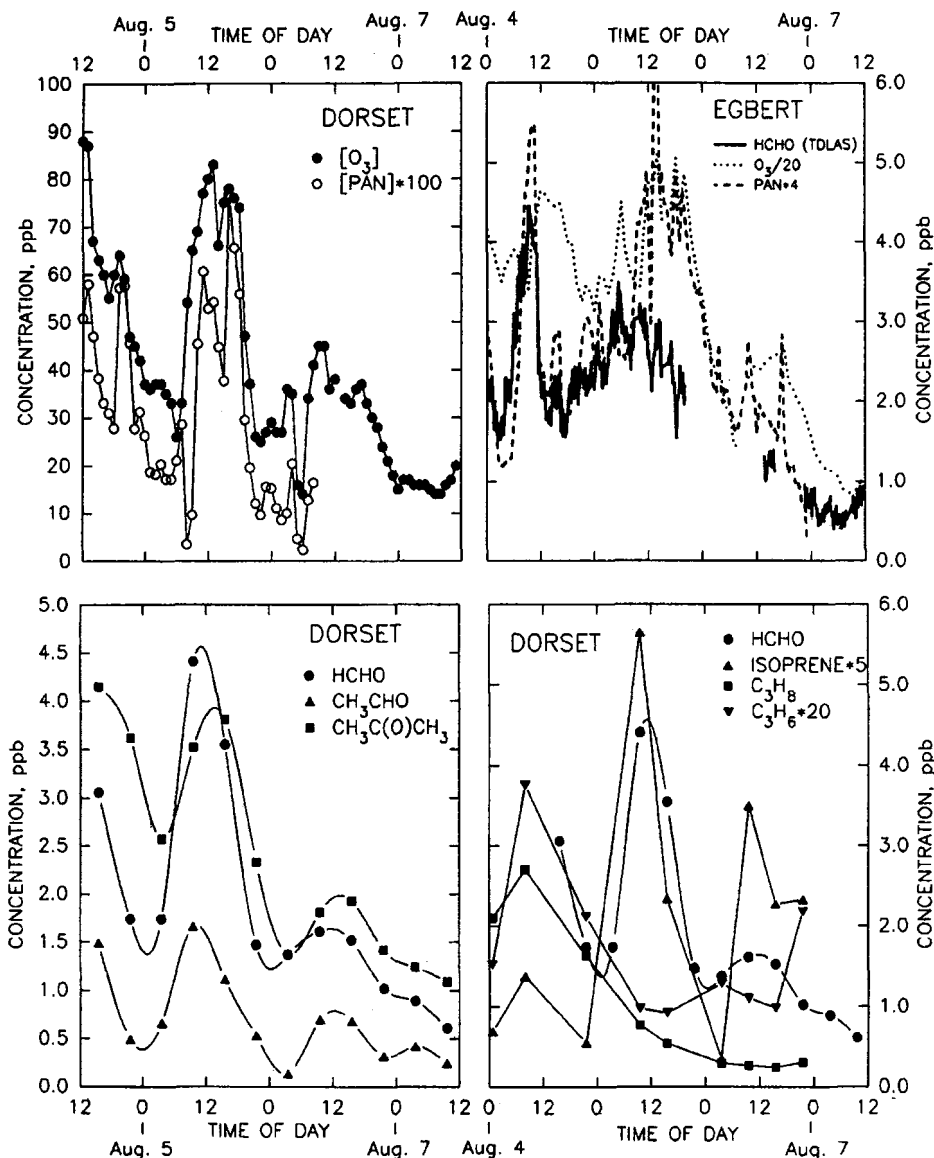 Aug. 5 Aug. 7
TIME OF DAY
12 0 12 0 12 0 12
100
90
80
70
60
50
40
30
20
10
0
CONCENTRATION, ppb
DORSET
[O₃]
[PAN]*100
Aug. 4 Aug. 7
TIME OF DAY
0 12 0 12 0 12 0 12
6.0
5.0
4.0
3.0
2.0
1.0
0.0
CONCENTRATION, ppb
EGBERT
HCHO (TDLAS)
O₃/20
PAN*4
5.0
4.5
4.0
3.5
3.0
2.5
2.0
1.5
1.0
0.5
0.0
CONCENTRATION, ppb
DORSET
HCHO
CH₃CHO
CH₃C(O)CH₃
12 0 12 0 12 0 12
TIME OF DAY
Aug. 5 Aug. 7
DORSET
HCHO
ISOPRENE*5
C₃H₈
C₃H₆*20
6.0
5.0
4.0
3.0
2.0
1.0
0.0
CONCENTRATION, ppb
0 12 0 12 0 12 0 12
TIME OF DAY
Aug. 4 Aug. 7